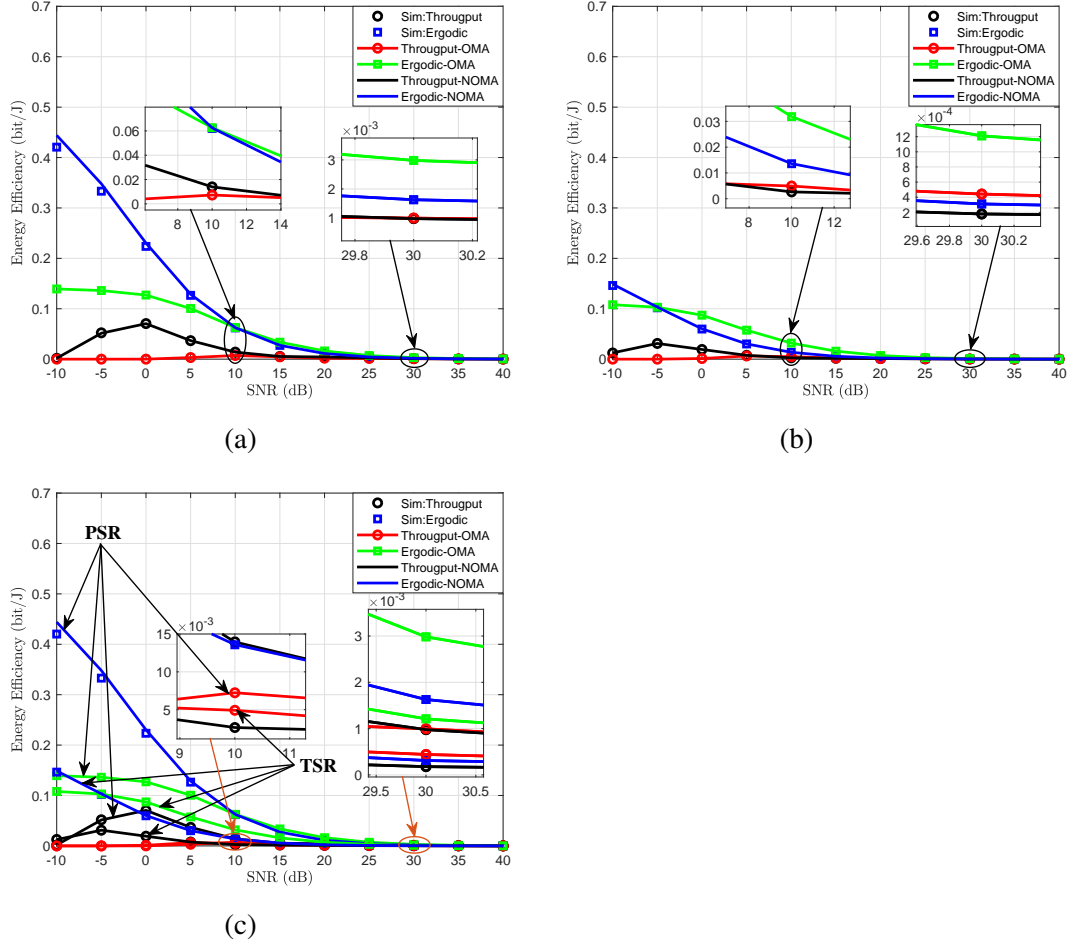 0.7
0.6
0.5
0.4
0.3
0.2
0.1
0
Energy Efficiency (bit/J)
-10 -5 0 5 10 15 20 25 30 35 40
SNR (dB)
Sim:Througput
Sim:Ergodic
Througput-OMA
Ergodic-OMA
Througput-NOMA
Ergodic-NOMA
0.06
0.04
0.02
0
8 10 12 14
×10⁻³
3
2
1
29.8 30 30.2
(a)
0.7
0.6
0.5
0.4
0.3
0.2
0.1
0
Energy Efficiency (bit/J)
-10 -5 0 5 10 15 20 25 30 35 40
SNR (dB)
Sim:Througput
Sim:Ergodic
Througput-OMA
Ergodic-OMA
Througput-NOMA
Ergodic-NOMA
0.03
0.02
0.01
0
8 10 12
×10⁻⁴
12
10
8
6
4
2
29.6 29.8 30 30.2
(b)
0.7
0.6
0.5
0.4
0.3
0.2
0.1
0
Energy Efficiency (bit/J)
-10 -5 0 5 10 15 20 25 30 35 40
SNR (dB)
Sim:Througput
Sim:Ergodic
Througput-OMA
Ergodic-OMA
Througput-NOMA
Ergodic-NOMA
PSR
×10⁻³
15
10
5
9 10 11
TSR
×10⁻³
3
2
1
0
29.5 30 30.5
(c)